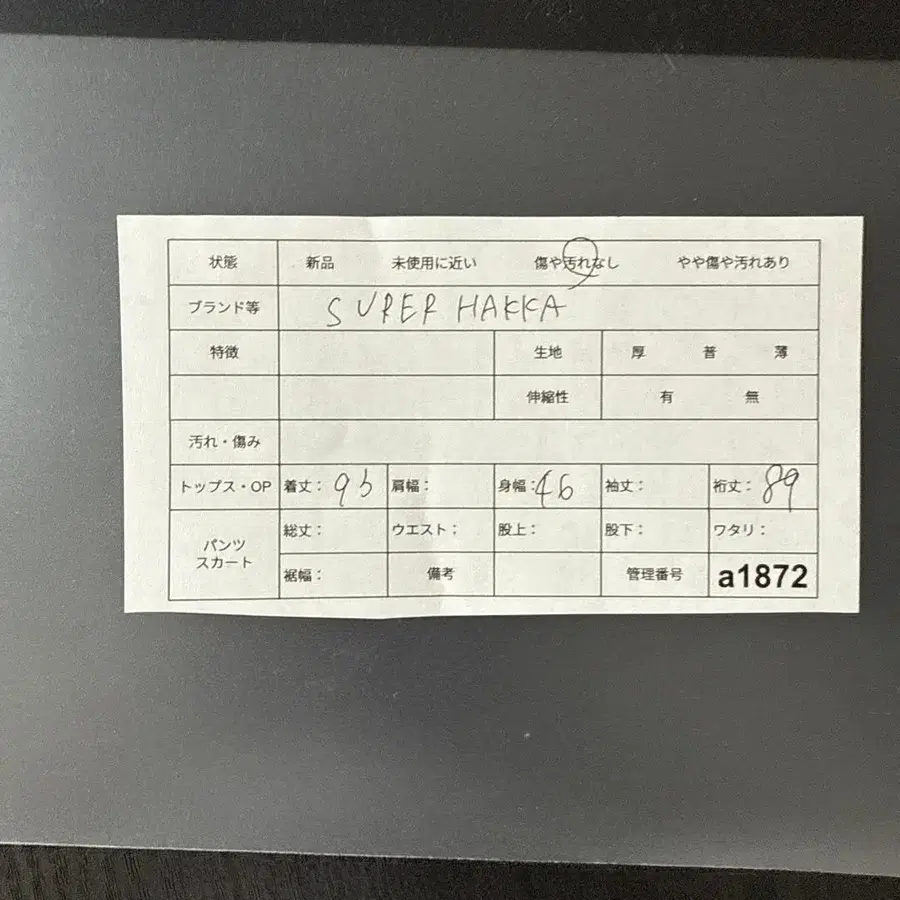 状態 新品 未使用に近い 傷や汚れなし やや傷や汚れあり
ブランド等 SUPER HAKKA
特徴 生地 厚 普 薄
伸縮性 有 無
汚れ・傷み
トップス・OP 着丈： 肩幅： 身幅：46 袖丈： 裄丈：89
パンツ スカート 総丈： ウエスト： 股上： 股下： ワタリ：
裾幅： 備考 管理番号 a1872